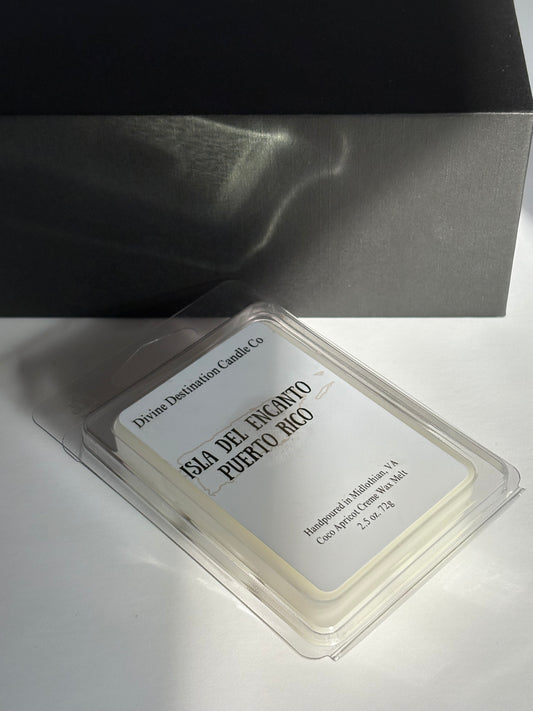 Divine Destination Candle Co
ISLA DEL ENCANTO
PUERTO RICO
Handpoured in Midlothian, VA
Coco Apricot Creme Wax Melt
2.5 oz. 72g